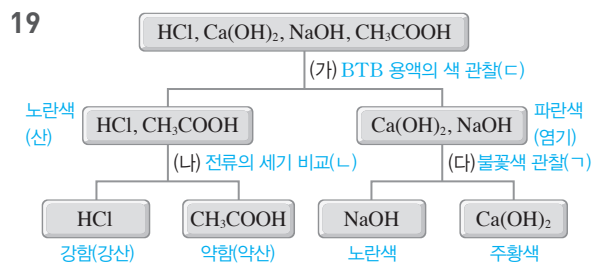 19
HCl, Ca(OH)₂, NaOH, CH₃COOH
(가) BTB 용액의 색 관찰(ㄷ)
노란색
(산)
HCl, CH₃COOH
Ca(OH)₂, NaOH
파란색
(염기)
(나) 전류의 세기 비교(ㄴ)
(다) 불꽃색 관찰(ㄱ)
HCl
CH₃COOH
NaOH
Ca(OH)₂
강함(강산)
약함(약산)
노란색
주황색